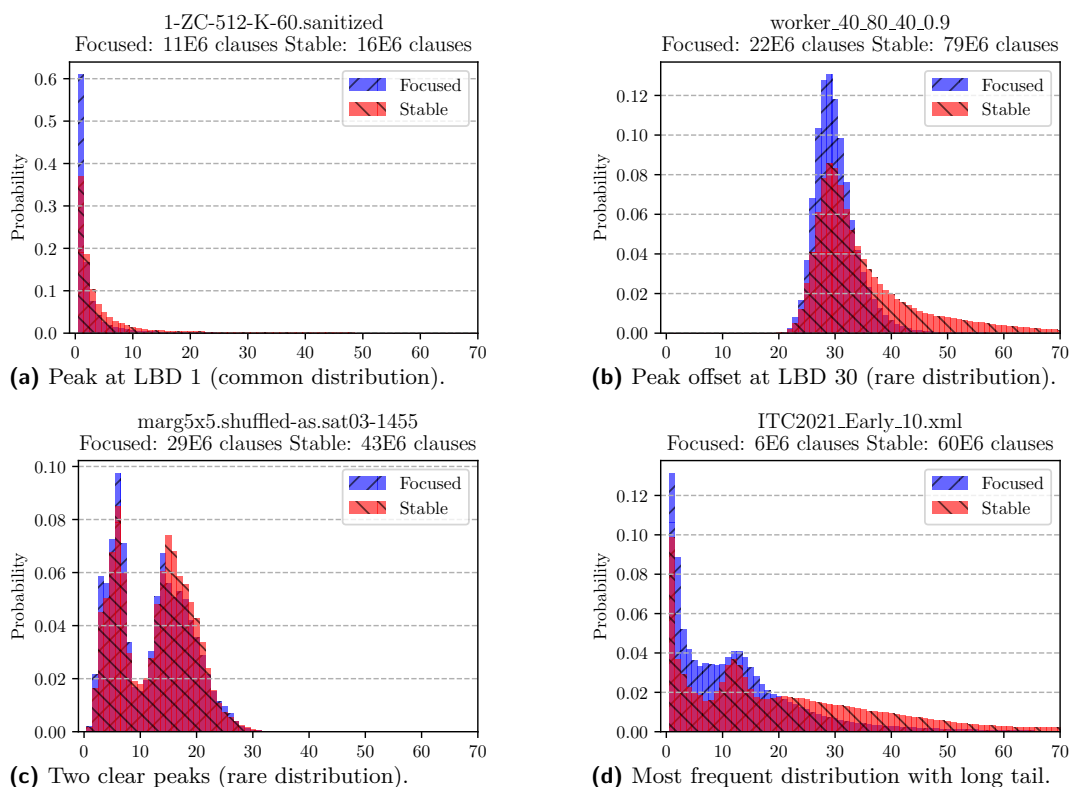 1-ZC-512-K-60.sanitized
Focused: 11E6 clauses Stable: 16E6 clauses
Probability
0.6
0.5
0.4
0.3
0.2
0.1
0.0
Focused
Stable
0 10 20 30 40 50 60 70
(a) Peak at LBD 1 (common distribution).
worker_40_80_40_0.9
Focused: 22E6 clauses Stable: 79E6 clauses
Probability
0.12
0.10
0.08
0.06
0.04
0.02
0.00
Focused
Stable
0 10 20 30 40 50 60 70
(b) Peak offset at LBD 30 (rare distribution).
marg5x5.shuffled-as.sat03-1455
Focused: 29E6 clauses Stable: 43E6 clauses
Probability
0.10
0.08
0.06
0.04
0.02
0.00
Focused
Stable
0 10 20 30 40 50 60 70
(c) Two clear peaks (rare distribution).
ITC2021_Early_10.xml
Focused: 6E6 clauses Stable: 60E6 clauses
Probability
0.12
0.10
0.08
0.06
0.04
0.02
0.00
Focused
Stable
0 10 20 30 40 50 60 70
(d) Most frequent distribution with long tail.